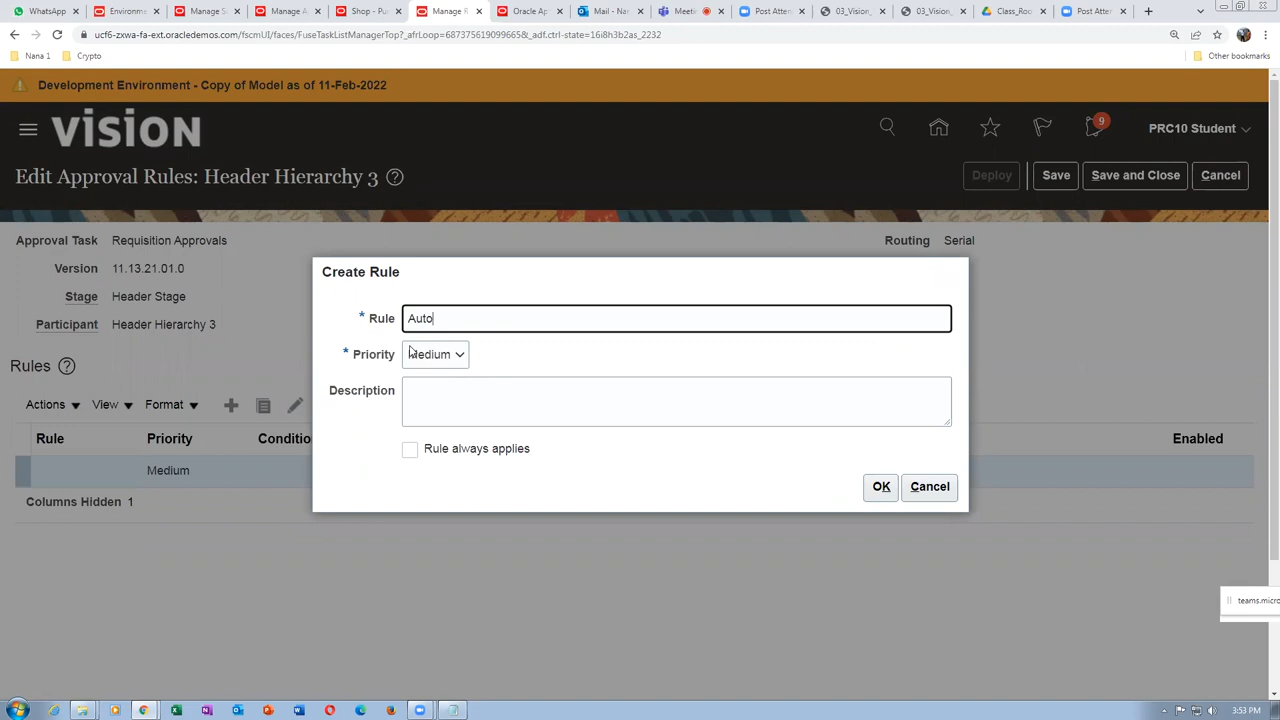 WhatsApp
Environme
Manage S
Manage A
Shop - Pu
Manage R
Oracle Ap
Mail - Na
Meeti
Post Atten
03_Vision_
03_Vision_
Class_Roo
Post Atten
ucf6-zxwa-fa-ext.oracledemos.com/fscmUI/faces/FuseTaskListManagerTop?_afrLoop=6873756190999665&_adf.ctrl-state=16i8h3b2as_2232
Nana 1
Crypto
Other bookmarks
Development Environment - Copy of Model as of 11-Feb-2022
VISION
9
PRC10 Student
Edit Approval Rules: Header Hierarchy 3 ?
Deploy
Save
Save and Close
Cancel
Approval Task Requisition Approvals
Routing Serial
Version 11.13.21.01.0
Stage Header Stage
Participant Header Hierarchy 3
Rules ?
Actions
View
Format
Rule
Priority
Conditio
Enabled
Medium
Columns Hidden 1
Create Rule
* Rule Auto
* Priority Medium
Description
Rule always applies
OK
Cancel
teams.micro
3:53 PM